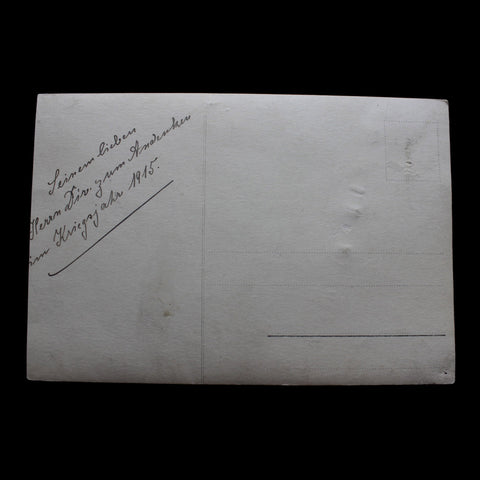 Seinem lieben
Herrn Dir. zum Andenken
im Kriegsjahr 1915.